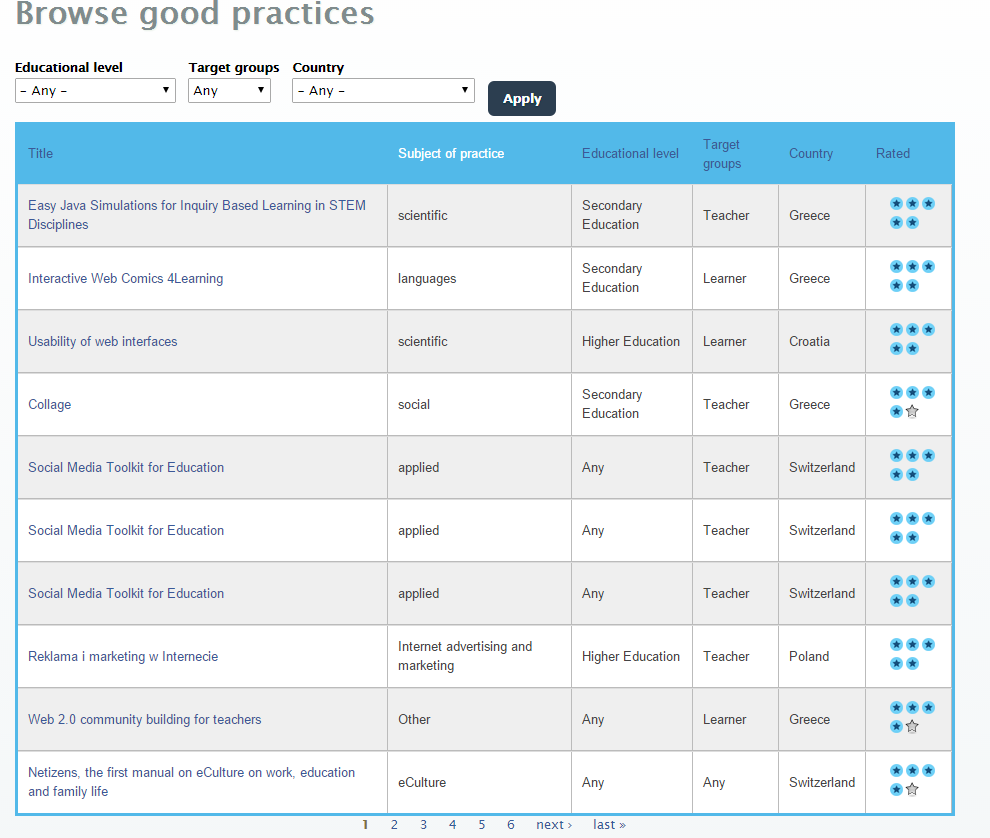 Browse good practices
Educational level Target groups Country
- Any - Any - Any - Apply
Title Subject of practice Educational level Target groups Country Rated
Easy Java Simulations for Inquiry Based Learning in STEM Disciplines scientific Secondary Education Teacher Greece
Interactive Web Comics 4Learning languages Secondary Education Learner Greece
Usability of web interfaces scientific Higher Education Learner Croatia
Collage social Secondary Education Teacher Greece
Social Media Toolkit for Education applied Any Teacher Switzerland
Social Media Toolkit for Education applied Any Teacher Switzerland
Social Media Toolkit for Education applied Any Teacher Switzerland
Reklama i marketing w Internecie Internet advertising and marketing Higher Education Teacher Poland
Web 2.0 community building for teachers Other Any Learner Greece
Netizens, the first manual on eCulture on work, education and family life eCulture Any Any Switzerland
1 2 3 4 5 6 next › last »